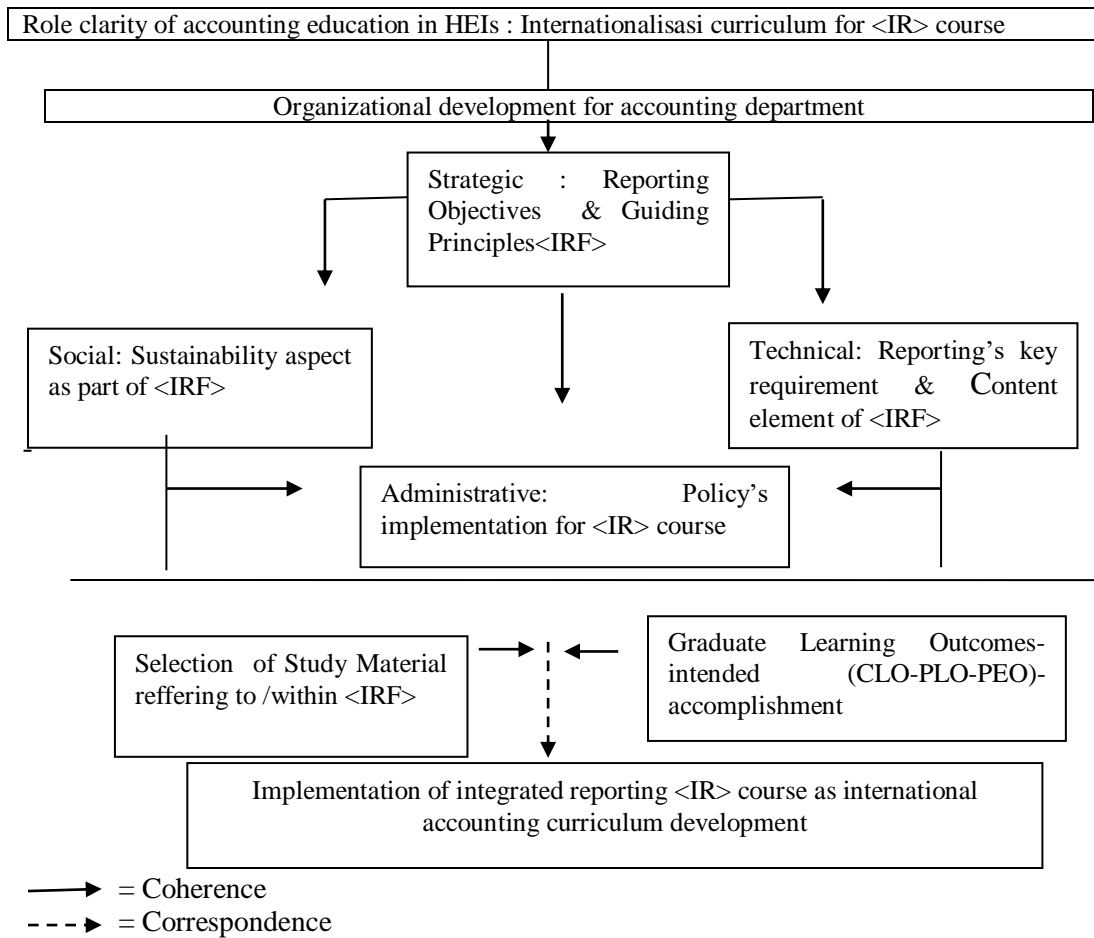 Role clarity of accounting education in HEIs : Internationalisasi curriculum for <IR> course
Organizational development for accounting department
Strategic : Reporting
Objectives & Guiding
Principles<IRF>
Social: Sustainability aspect
as part of <IRF>
Technical: Reporting's key
requirement & Content
element of <IRF>
Administrative: Policy's
implementation for <IR> course
Selection of Study Material
reffering to /within <IRF>
Graduate Learning Outcomes-
intended (CLO-PLO-PEO)-
accomplishment
Implementation of integrated reporting <IR> course as international
accounting curriculum development
= Coherence
= Correspondence